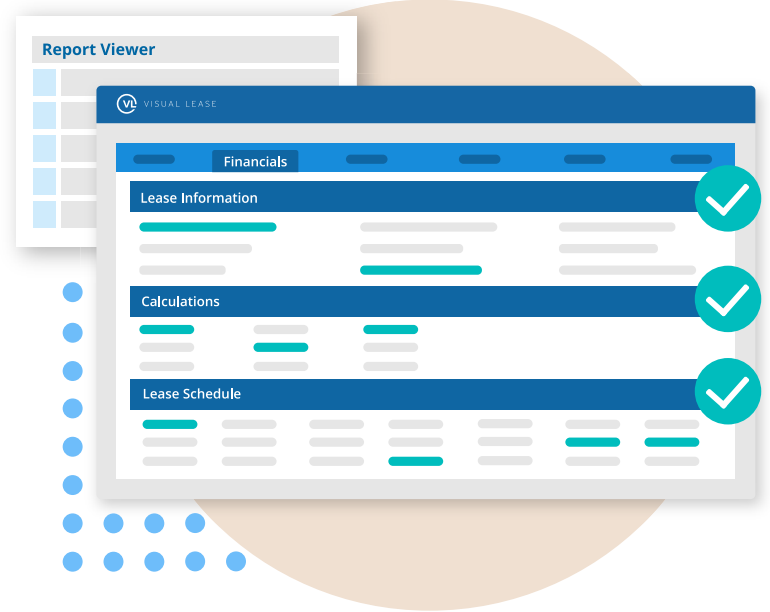 Report Viewer
VL VISUAL LEASE
Financials
Lease Information
Calculations
Lease Schedule